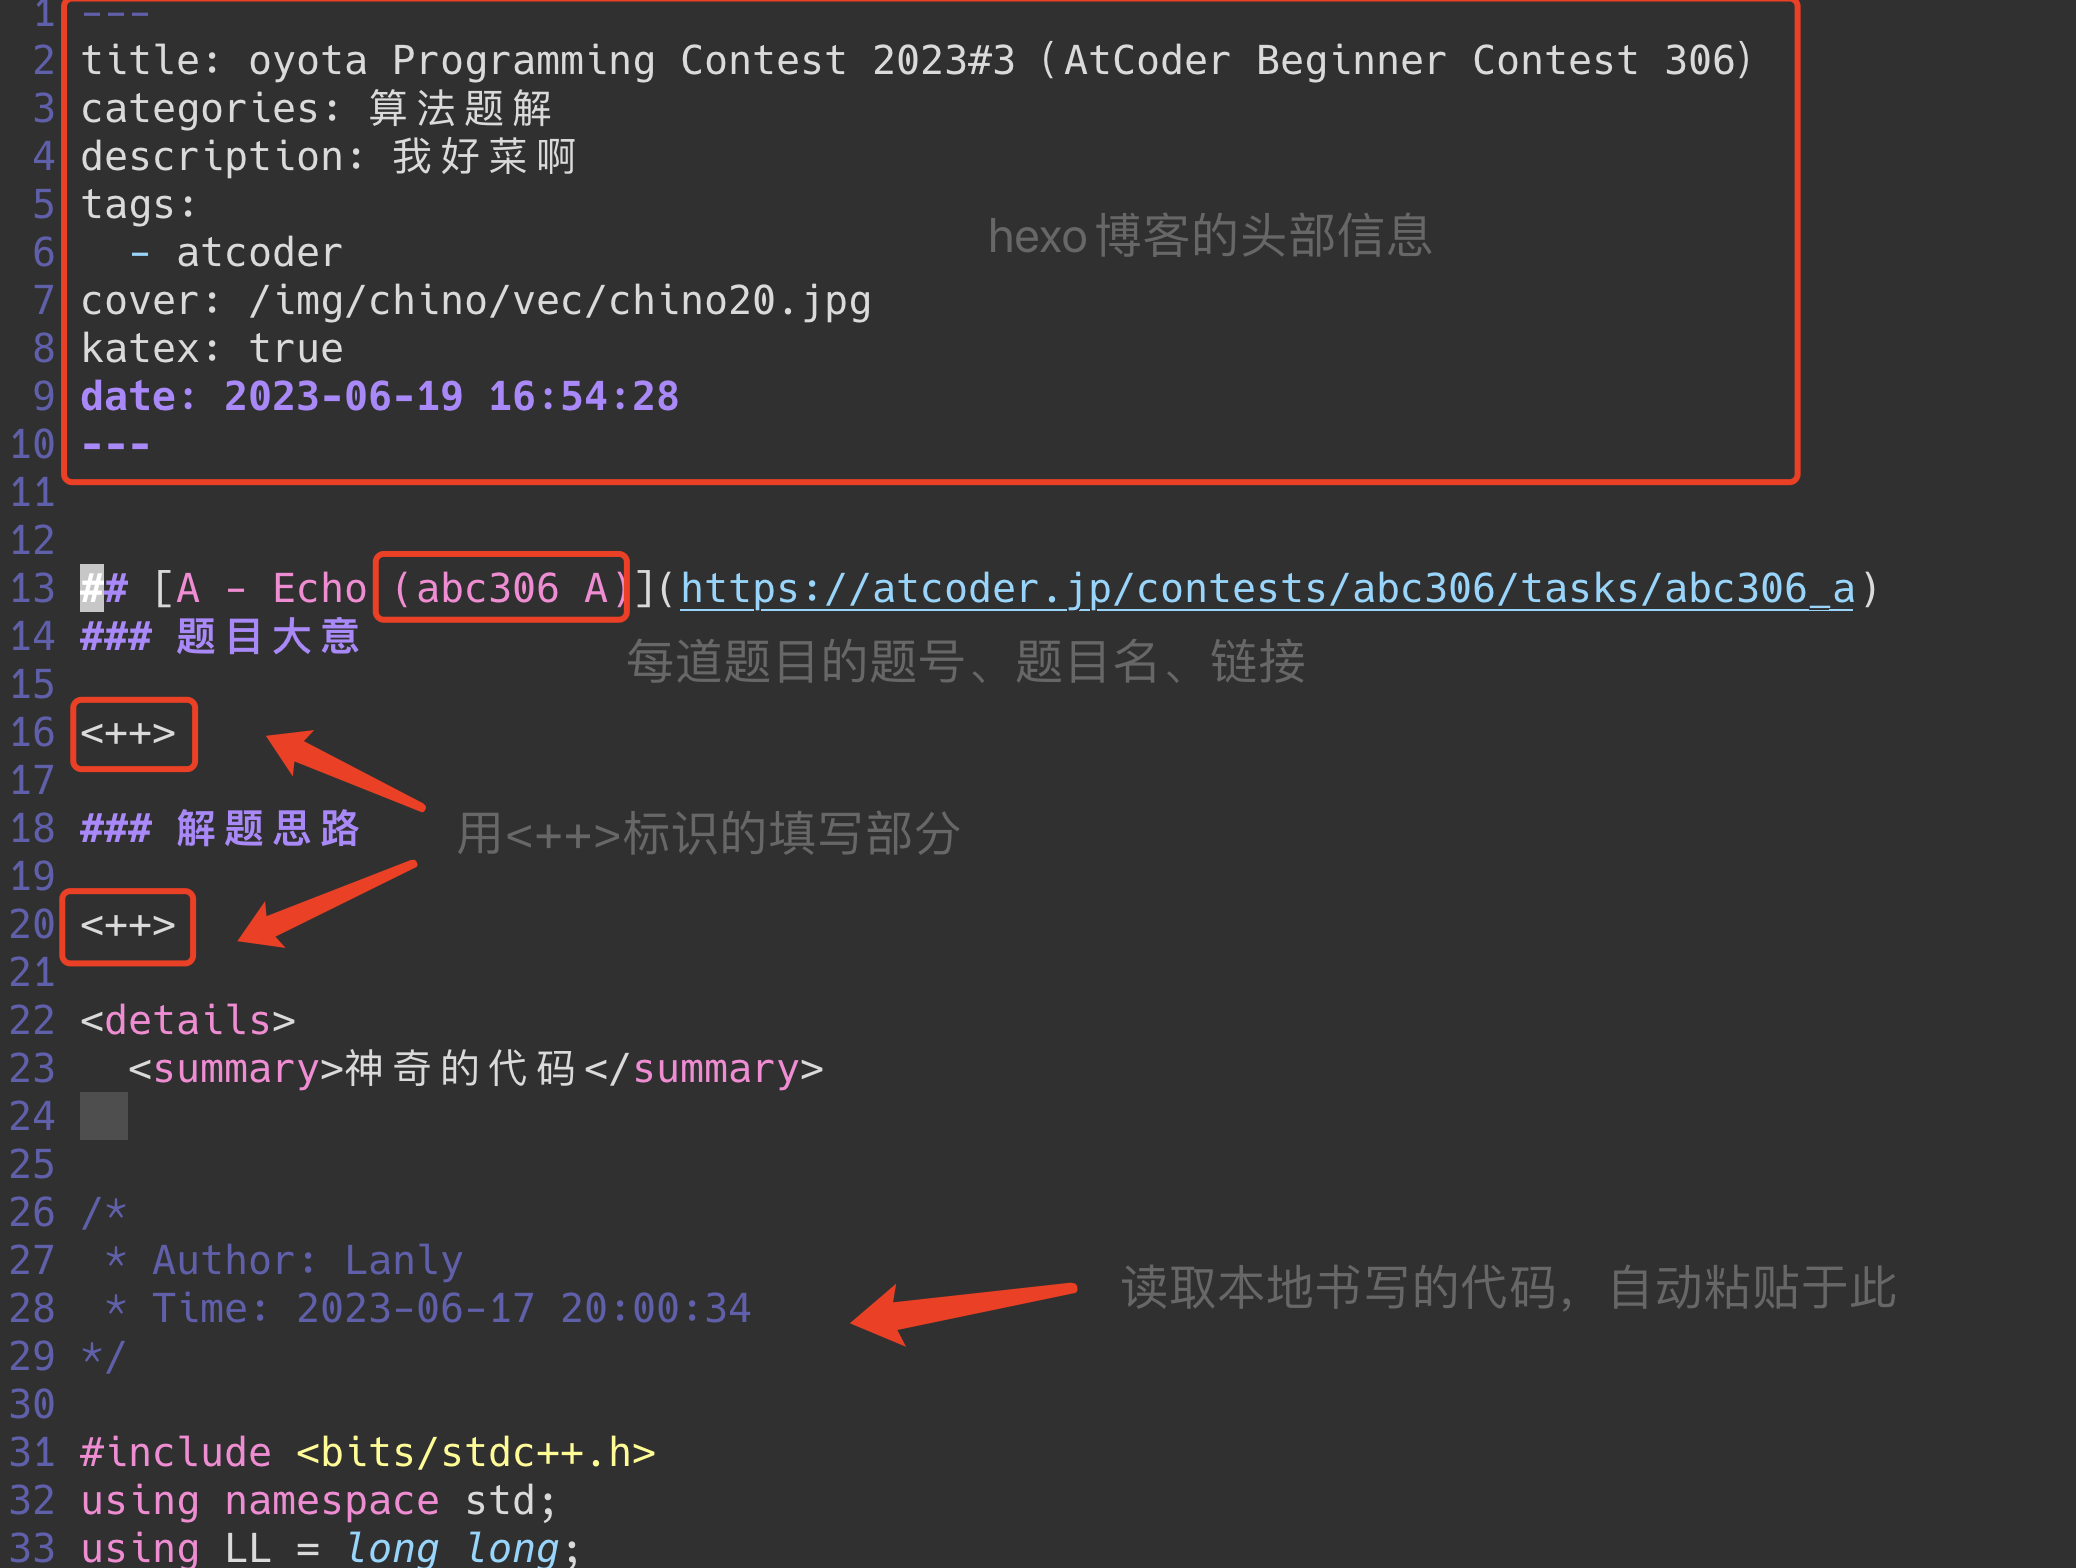 1 ---
2 title: oyota Programming Contest 2023#3（AtCoder Beginner Contest 306）
3 categories: 算法题解
4 description: 我好菜啊
5 tags:
hexo博客的头部信息
6   - atcoder
7 cover: /img/chino/vec/chino20.jpg
8 katex: true
9 date: 2023-06-19 16:54:28
10 ---
11
12
13 ## [A - Echo (abc306 A)](https://atcoder.jp/contests/abc306/tasks/abc306_a)
14 ### 题目大意
每道题目的题号、题目名、链接
15
16 <++>
17
18 ### 解题思路
用<++>标识的填写部分
19
20 <++>
21
22 <details>
23   <summary>神奇的代码</summary>
24
25
26 /*
27  * Author: Lanly
读取本地书写的代码，自动粘贴于此
28  * Time: 2023-06-17 20:00:34
29 */
30
31 #include <bits/stdc++.h>
32 using namespace std;
33 using LL = long long;